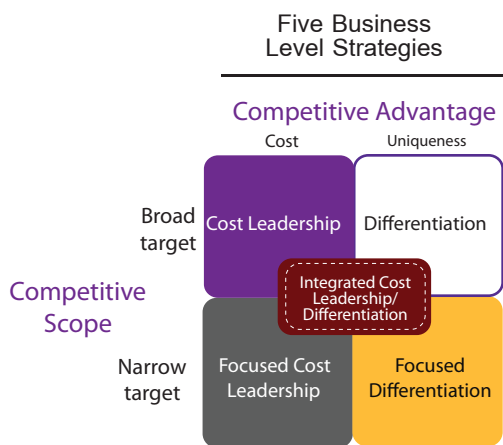 Five Business
Level Strategies
Competitive Advantage
Cost
Uniqueness
Broad
target
Cost Leadership
Differentiation
Integrated Cost
Leadership/
Differentiation
Competitive
Scope
Narrow
target
Focused Cost
Leadership
Focused
Differentiation